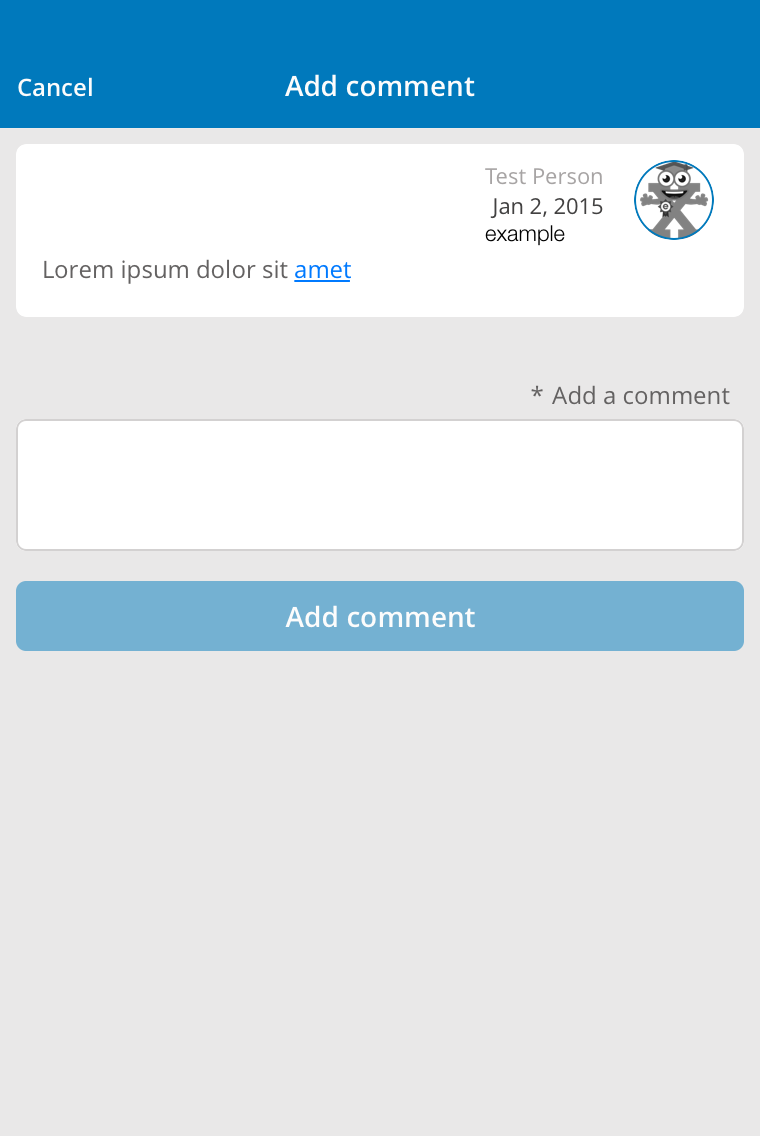 Cancel
Add comment
Test Person
Jan 2, 2015
example
Lorem ipsum dolor sit amet
* Add a comment
Add comment